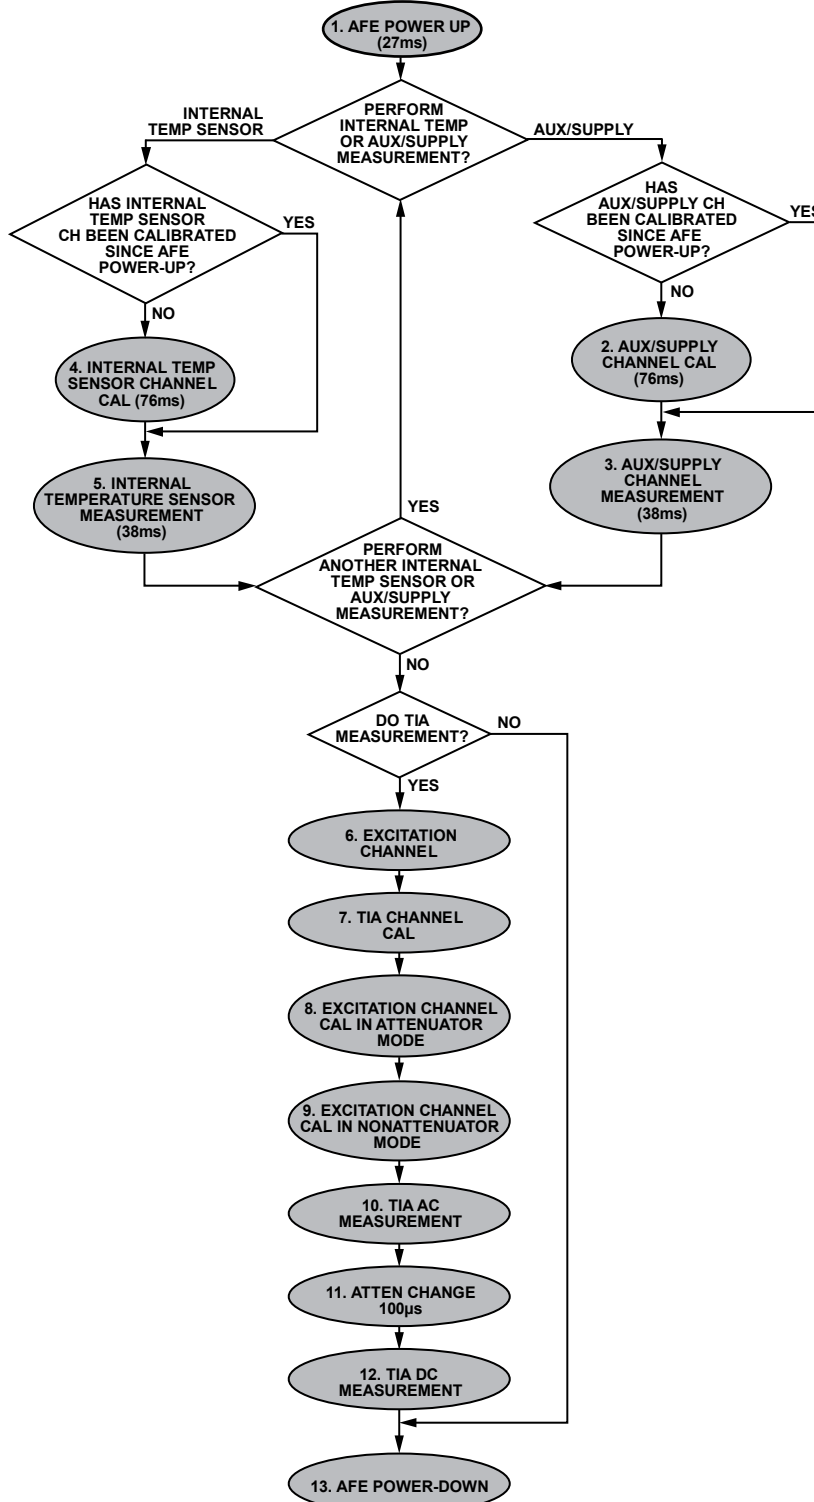 1. AFE POWER UP
(27ms)
PERFORM
INTERNAL TEMP
OR AUX/SUPPLY
MEASUREMENT?
INTERNAL
TEMP SENSOR
AUX/SUPPLY
HAS INTERNAL
TEMP SENSOR
CH BEEN CALIBRATED
SINCE AFE
POWER-UP?
YES
NO
HAS
AUX/SUPPLY CH
BEEN CALIBRATED
SINCE AFE
POWER-UP?
YES
NO
4. INTERNAL TEMP
SENSOR CHANNEL
CAL (76ms)
2. AUX/SUPPLY
CHANNEL CAL
(76ms)
5. INTERNAL
TEMPERATURE SENSOR
MEASUREMENT
(38ms)
3. AUX/SUPPLY
CHANNEL
MEASUREMENT
(38ms)
YES
PERFORM
ANOTHER INTERNAL
TEMP SENSOR OR
AUX/SUPPLY
MEASUREMENT?
NO
DO TIA
MEASUREMENT?
NO
YES
6. EXCITATION
CHANNEL
7. TIA CHANNEL
CAL
8. EXCITATION CHANNEL
CAL IN ATTENUATOR
MODE
9. EXCITATION CHANNEL
CAL IN NONATTENUATOR
MODE
10. TIA AC
MEASUREMENT
11. ATTEN CHANGE
100µs
12. TIA DC
MEASUREMENT
13. AFE POWER-DOWN